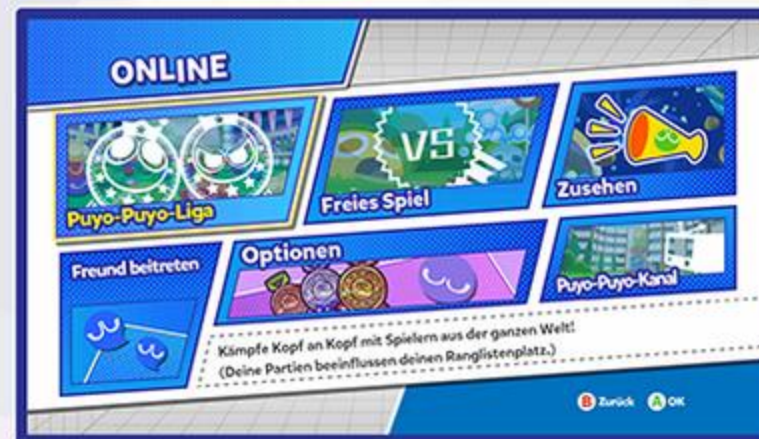 ONLINE
Puyo-Puyo-Liga
VS
Freies Spiel
Zusehen
Freund beitreten
Optionen
Puyo-Puyo-Kanal
Kämpfe Kopf an Kopf mit Spielern aus der ganzen Welt!
(Deine Partien beeinflussen deinen Ranglistenplatz.)
B Zurück A OK